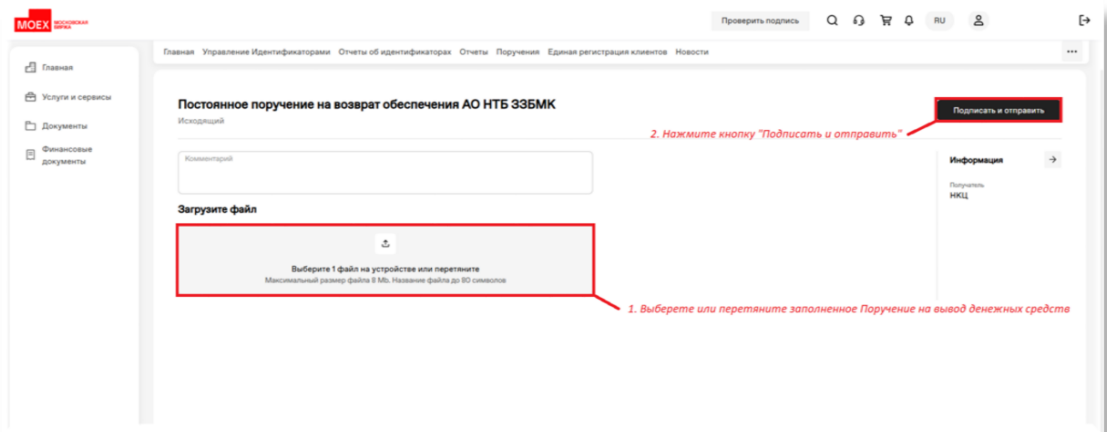 MOEX МОСКОВСКАЯ БИРЖА
Проверить подпись
RU
Главная Управление Идентификаторами Отчеты об идентификаторах Отчеты Поручения Единая регистрация клиентов Новости
Главная
Услуги и сервисы
Документы
Финансовые
документы
Постоянное поручение на возврат обеспечения АО НТБ ЗЗБМК
Исходящий
Подписать и отправить
2. Нажмите кнопку "Подписать и отправить"
Комментарий
Информация
Получатель
НКЦ
Загрузите файл
Выберите 1 файл на устройстве или перетяните
Максимальный размер файла 8 Mb. Название файла до 80 символов
1. Выберете или перетяните заполненное Поручение на вывод денежных средств